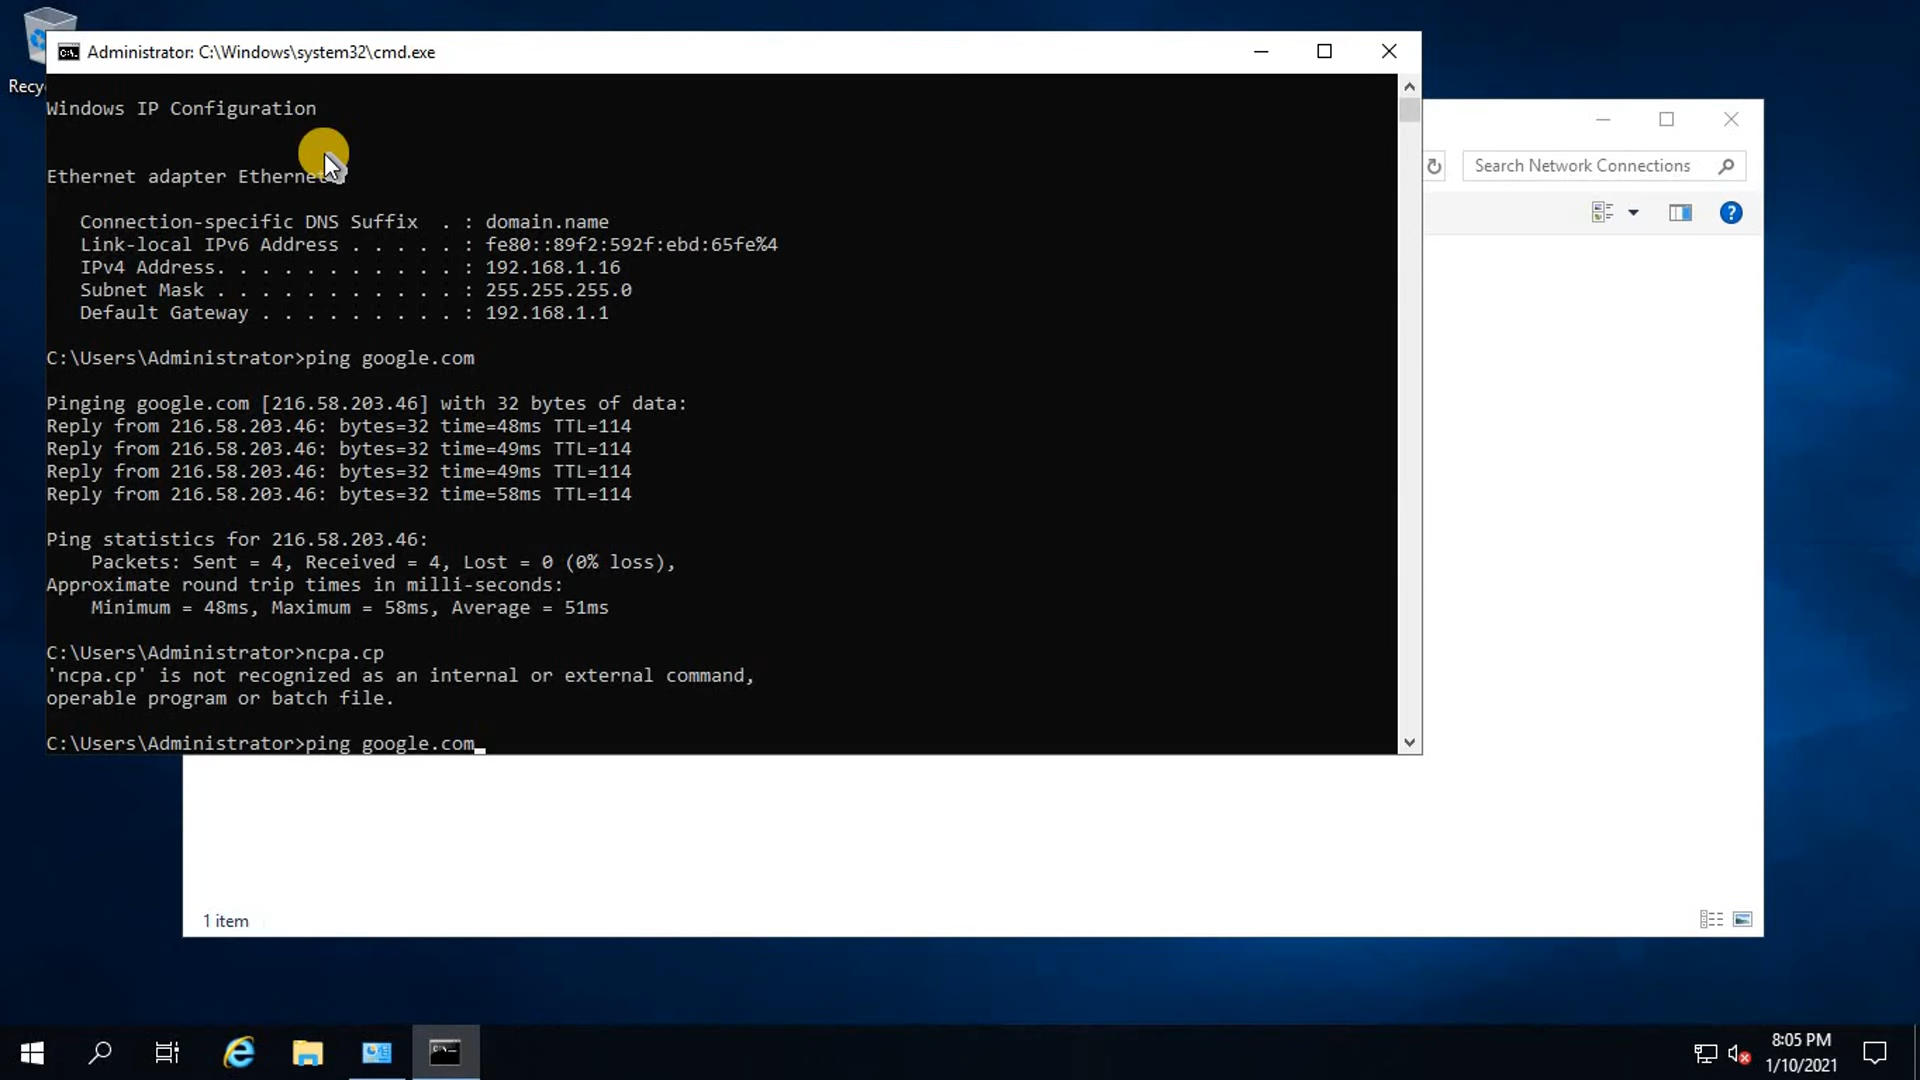 Recy
Administrator: C:\Windows\system32\cmd.exe
Windows IP Configuration
Ethernet adapter Ethernet
Connection-specific DNS Suffix . : domain.name
Link-local IPv6 Address . . . . . : fe80::89f2:592f:ebd:65fe%4
IPv4 Address. . . . . . . . . . . : 192.168.1.16
Subnet Mask . . . . . . . . . . . : 255.255.255.0
Default Gateway . . . . . . . . . : 192.168.1.1
C:\Users\Administrator>ping google.com
Pinging google.com [216.58.203.46] with 32 bytes of data:
Reply from 216.58.203.46: bytes=32 time=48ms TTL=114
Reply from 216.58.203.46: bytes=32 time=49ms TTL=114
Reply from 216.58.203.46: bytes=32 time=49ms TTL=114
Reply from 216.58.203.46: bytes=32 time=58ms TTL=114
Ping statistics for 216.58.203.46:
Packets: Sent = 4, Received = 4, Lost = 0 (0% loss),
Approximate round trip times in milli-seconds:
Minimum = 48ms, Maximum = 58ms, Average = 51ms
C:\Users\Administrator>ncpa.cp
'ncpa.cp' is not recognized as an internal or external command,
operable program or batch file.
C:\Users\Administrator>ping google.com_
Search Network Connections
1 item
8:05 PM
1/10/2021